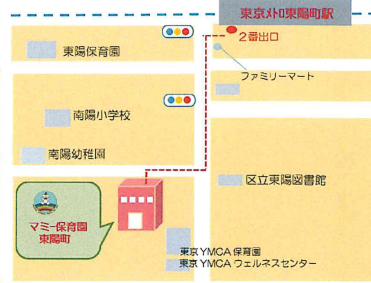 東京メトロ東陽町駅
2番出口
東陽保育園
ファミリーマート
南陽小学校
南陽幼稚園
区立東陽図書館
マミー保育園
東陽町
東京YMCA保育園
東京YMCAウェルネスセンター